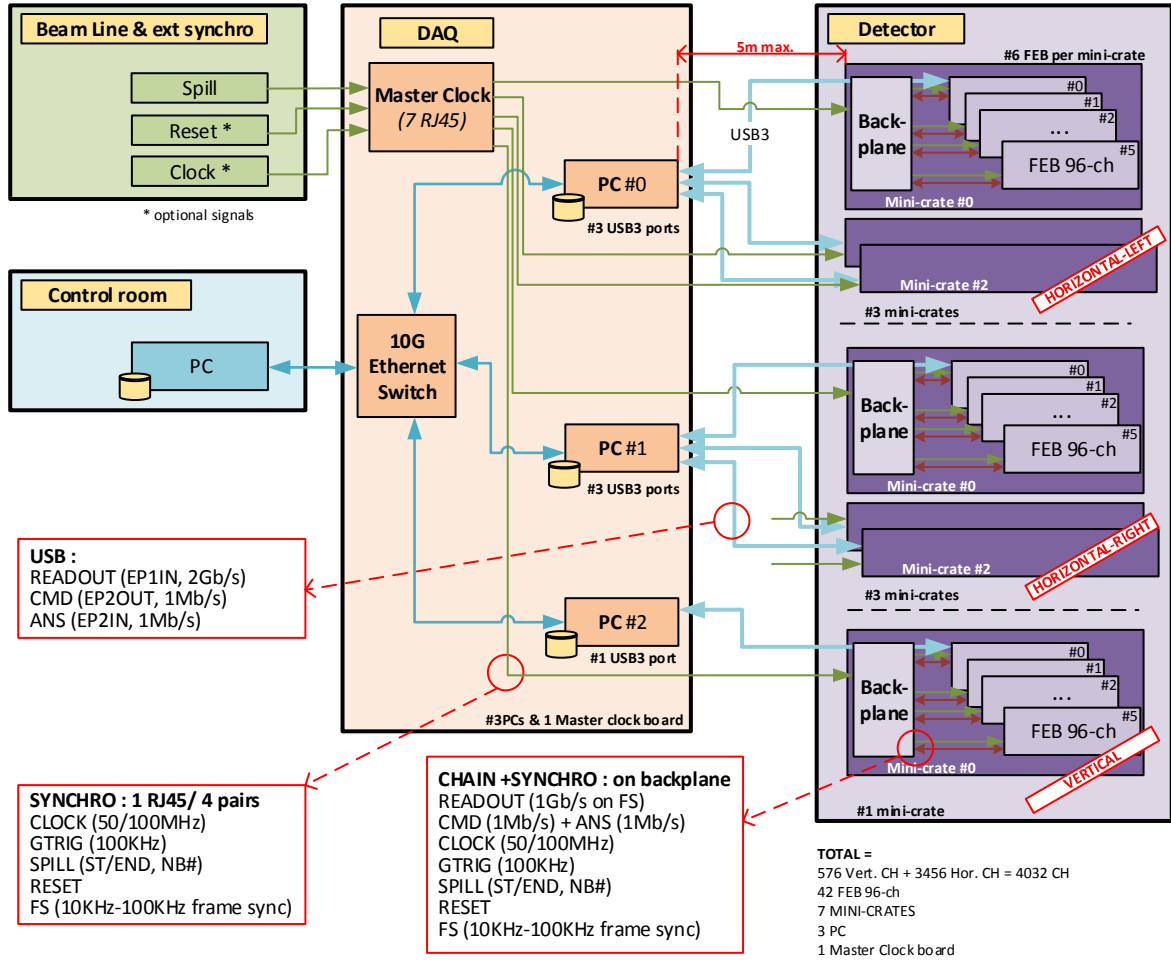 Beam Line & ext synchro
Spill
Reset *
Clock *
* optional signals
Control room
PC
DAQ
Master Clock
(7 RJ45)
5m max.
USB3
PC #0
#3 USB3 ports
10G
Ethernet
Switch
PC #1
#3 USB3 ports
PC #2
#1 USB3 port
#3PCs & 1 Master clock board
Detector
#6 FEB per mini-crate
Back-
plane
#0
#1
...
#2
#5
FEB 96-ch
Mini-crate #0
Mini-crate #2
HORIZONTAL-LEFT
#3 mini-crates
Back-
plane
#0
#1
...
#2
#5
FEB 96-ch
Mini-crate #0
Mini-crate #2
HORIZONTAL-RIGHT
#3 mini-crates
Back-
plane
#0
#1
...
#2
#5
FEB 96-ch
Mini-crate #0
VERTICAL
#1 mini-crate
USB :
READOUT (EP1IN, 2Gb/s)
CMD (EP2OUT, 1Mb/s)
ANS (EP2IN, 1Mb/s)
SYNCHRO : 1 RJ45/ 4 pairs
CLOCK (50/100MHz)
GTRIG (100KHz)
SPILL (ST/END, NB#)
RESET
FS (10KHz-100KHz frame sync)
CHAIN +SYNCHRO : on backplane
READOUT (1Gb/s on FS)
CMD (1Mb/s) + ANS (1Mb/s)
CLOCK (50/100MHz)
GTRIG (100KHz)
SPILL (ST/END, NB#)
RESET
FS (10KHz-100KHz frame sync)
TOTAL =
576 Vert. CH + 3456 Hor. CH = 4032 CH
42 FEB 96-ch
7 MINI-CRATES
3 PC
1 Master Clock board